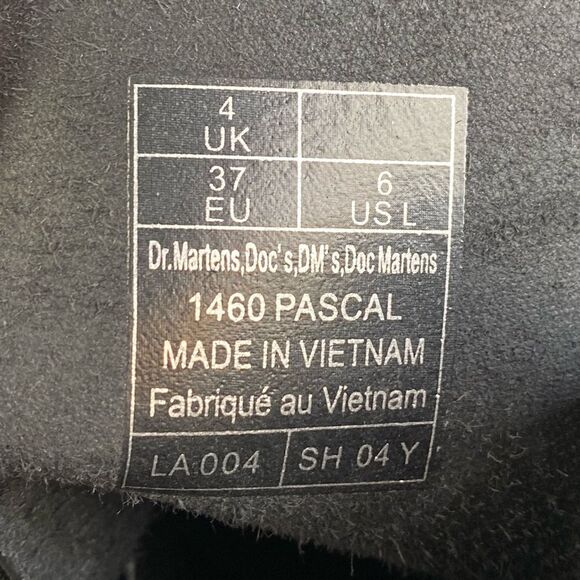 4
UK
37
EU
6
US L
Dr.Martens,Doc's,DM's,Doc Martens
1460 PASCAL
MADE IN VIETNAM
Fabriqué au Vietnam
LA 004 SH 04 Y